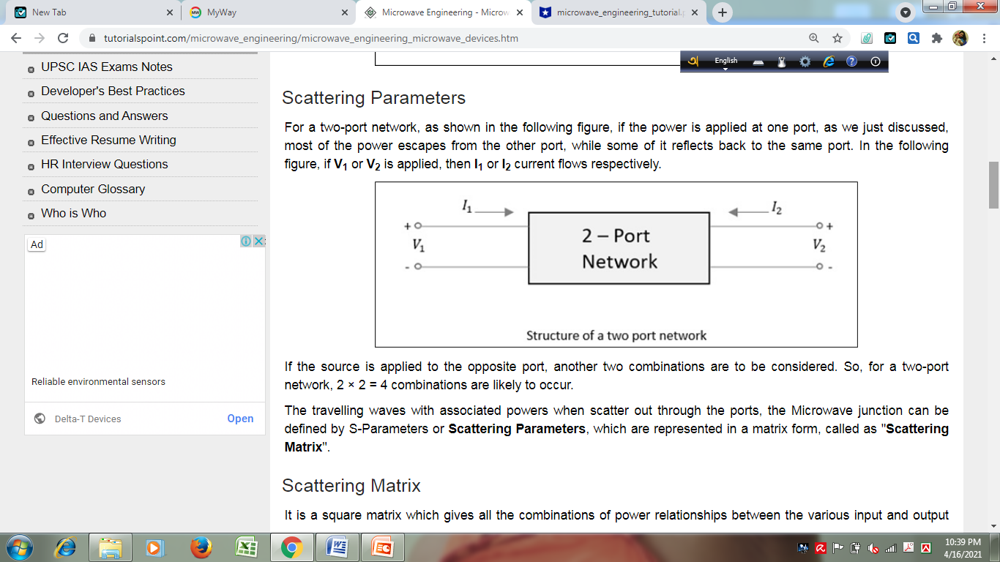 New Tab
MyWay
Microwave Engineering - Microw
microwave_engineering_tutorial.
tutorialspoint.com/microwave_engineering/microwave_engineering_microwave_devices.htm
English
UPSC IAS Exams Notes
Developer's Best Practices
Questions and Answers
Effective Resume Writing
HR Interview Questions
Computer Glossary
Who is Who
Ad
Reliable environmental sensors
Delta-T Devices
Open
Scattering Parameters
For a two-port network, as shown in the following figure, if the power is applied at one port, as we just discussed,
most of the power escapes from the other port, while some of it reflects back to the same port. In the following
figure, if V1 or V2 is applied, then I1 or I2 current flows respectively.
I1
I2
+
+
V1
2 – Port
Network
V2
-
-
Structure of a two port network
If the source is applied to the opposite port, another two combinations are to be considered. So, for a two-port
network, 2 × 2 = 4 combinations are likely to occur.
The travelling waves with associated powers when scatter out through the ports, the Microwave junction can be
defined by S-Parameters or Scattering Parameters, which are represented in a matrix form, called as "Scattering
Matrix".
Scattering Matrix
It is a square matrix which gives all the combinations of power relationships between the various input and output
10:39 PM
4/16/2021